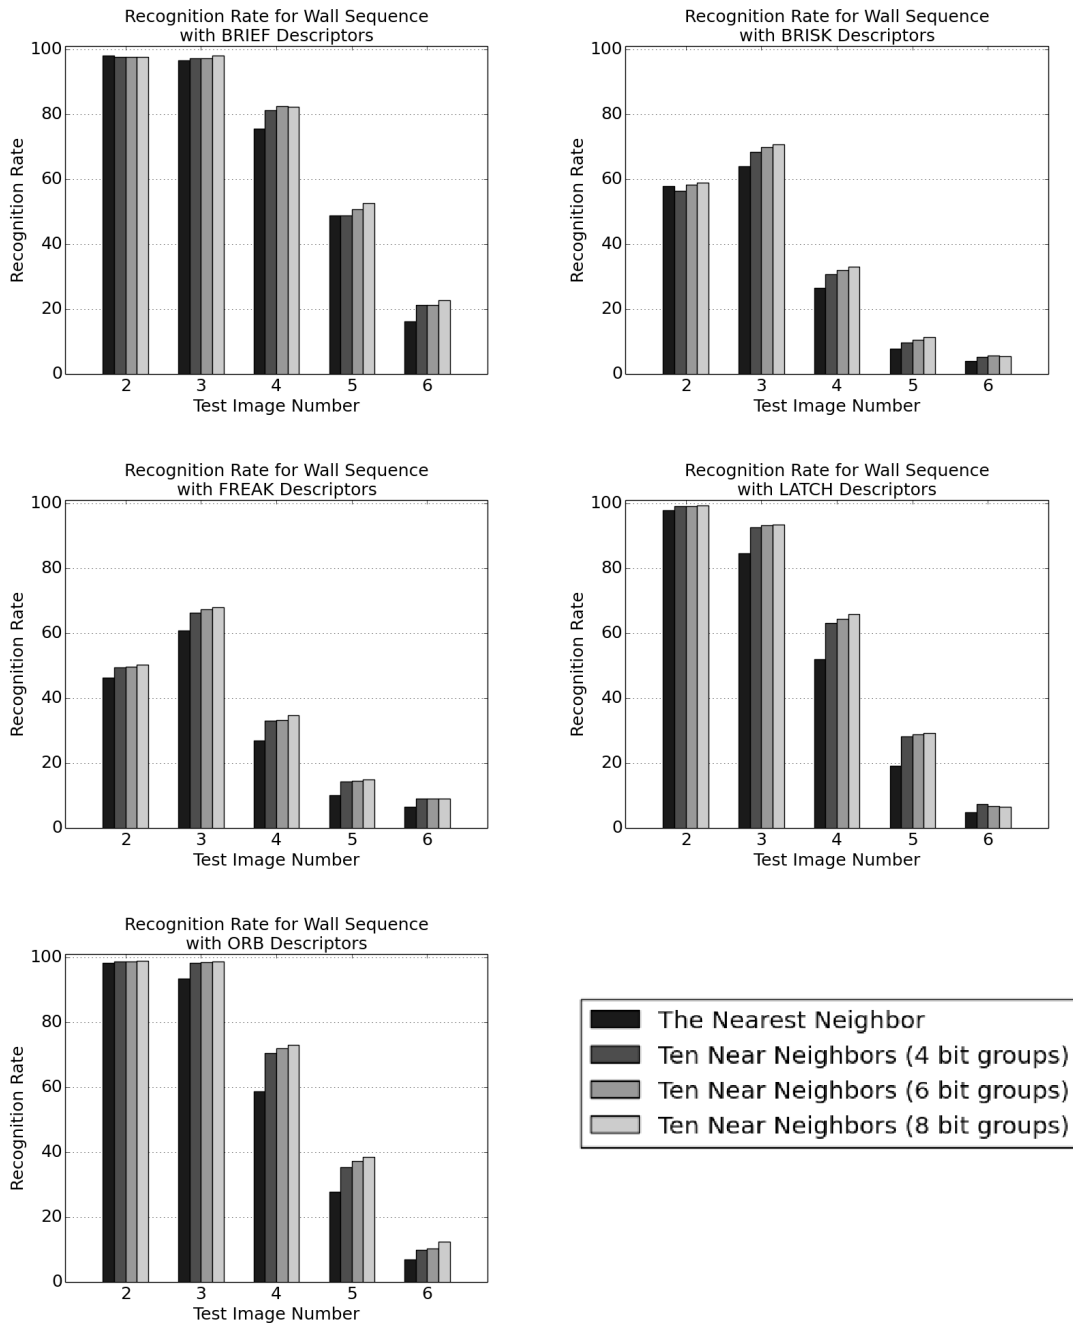 Recognition Rate for Wall Sequence
with BRIEF Descriptors
100
80
60
40
20
0
Recognition Rate
2 3 4 5 6
Test Image Number
Recognition Rate for Wall Sequence
with BRISK Descriptors
100
80
60
40
20
0
Recognition Rate
2 3 4 5 6
Test Image Number
Recognition Rate for Wall Sequence
with FREAK Descriptors
100
80
60
40
20
0
Recognition Rate
2 3 4 5 6
Test Image Number
Recognition Rate for Wall Sequence
with LATCH Descriptors
100
80
60
40
20
0
Recognition Rate
2 3 4 5 6
Test Image Number
Recognition Rate for Wall Sequence
with ORB Descriptors
100
80
60
40
20
0
Recognition Rate
2 3 4 5 6
Test Image Number
The Nearest Neighbor
Ten Near Neighbors (4 bit groups)
Ten Near Neighbors (6 bit groups)
Ten Near Neighbors (8 bit groups)